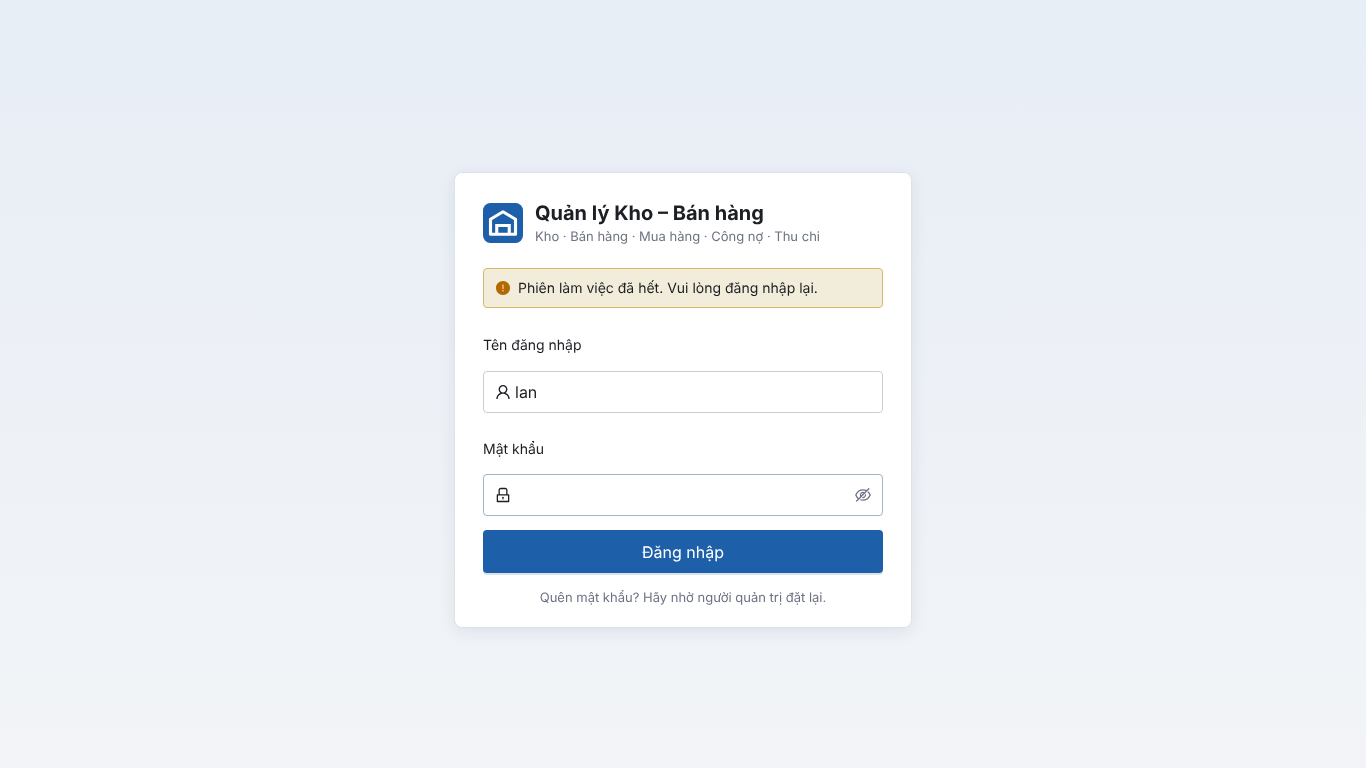 Quản lý Kho – Bán hàng
Kho · Bán hàng · Mua hàng · Công nợ · Thu chi
Phiên làm việc đã hết. Vui lòng đăng nhập lại.
Tên đăng nhập
lan
Mật khẩu
Đăng nhập
Quên mật khẩu? Hãy nhờ người quản trị đặt lại.